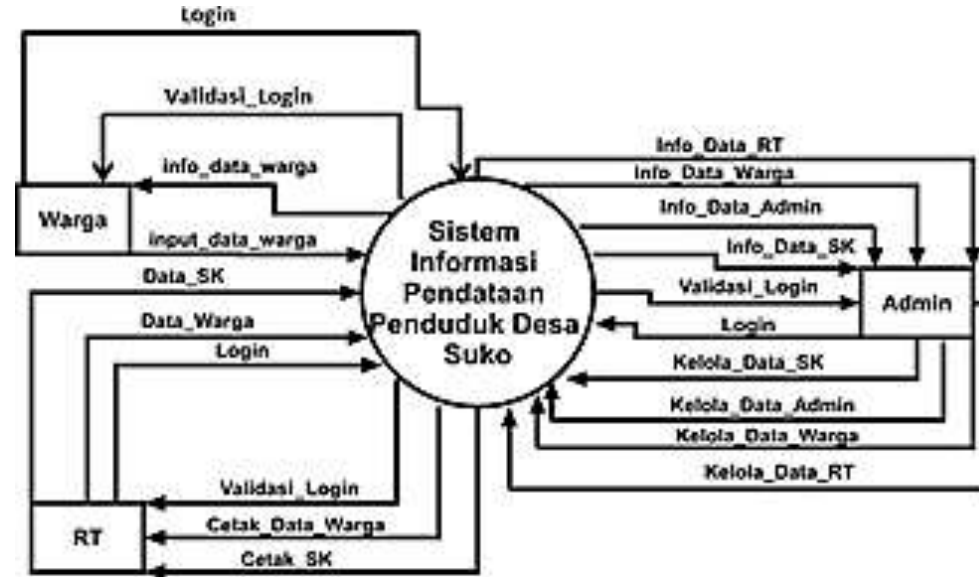 Login
Validasi_Login
info_data_warga
Warga
input_data_warga
Data_SK
Data_Warga
Login
Sistem
Informasi
Pendataan
Penduduk Desa
Suko
Info_Data_RT
Info_Data_Warga
Info_Data_Admin
Info_Data_SK
Validasi_Login
Admin
Login
Kelola_Data_SK
Kelola_Data_Admin
Kelola_Data_Warga
Kelola_Data_RT
Validasi_Login
RT
Cetak_Data_Warga
Cetak_SK